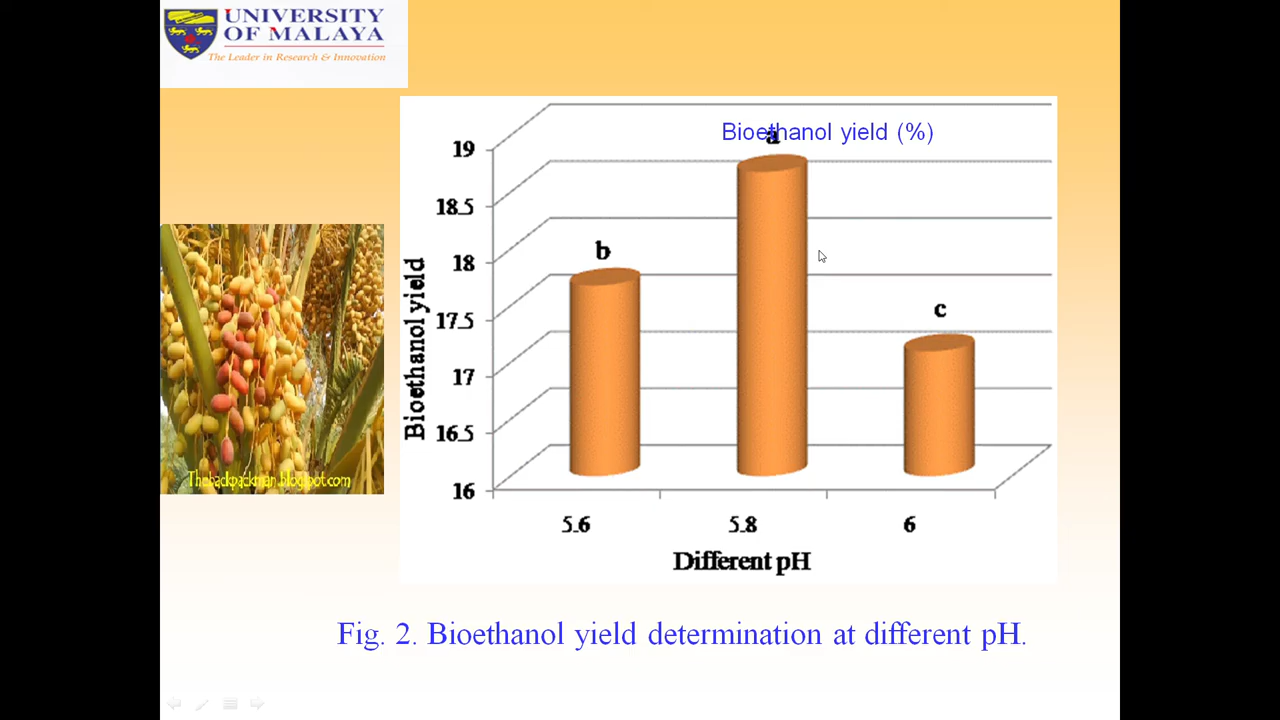 UNIVERSITY
OF MALAYA
The Leader in Research & Innovation
Bioethanol yield (%)
a
b
c
19
18.5
18
17.5
17
16.5
16
Bioethanol yield
5.6
5.8
6
Different pH
Thebackpackman.blogspot.com
Fig. 2. Bioethanol yield determination at different pH.